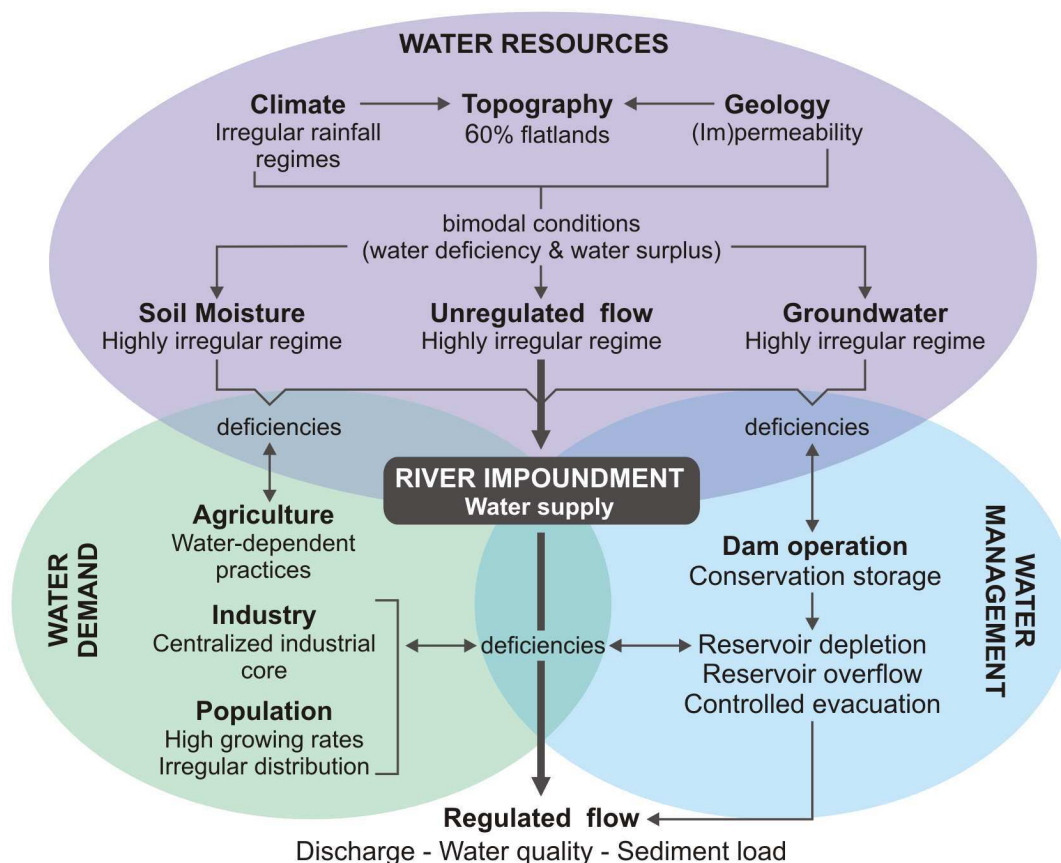 WATER RESOURCES
Climate
Irregular rainfall
regimes
Topography
60% flatlands
Geology
(Im)permeability
bimodal conditions
(water deficiency & water surplus)
Soil Moisture
Highly irregular regime
Unregulated flow
Highly irregular regime
Groundwater
Highly irregular regime
deficiencies
deficiencies
RIVER IMPOUNDMENT
Water supply
WATER
DEMAND
Agriculture
Water-dependent
practices
Industry
Centralized industrial
core
Population
High growing rates
Irregular distribution
deficiencies
WATER
MANAGEMENT
Dam operation
Conservation storage
Reservoir depletion
Reservoir overflow
Controlled evacuation
Regulated flow
Discharge - Water quality - Sediment load